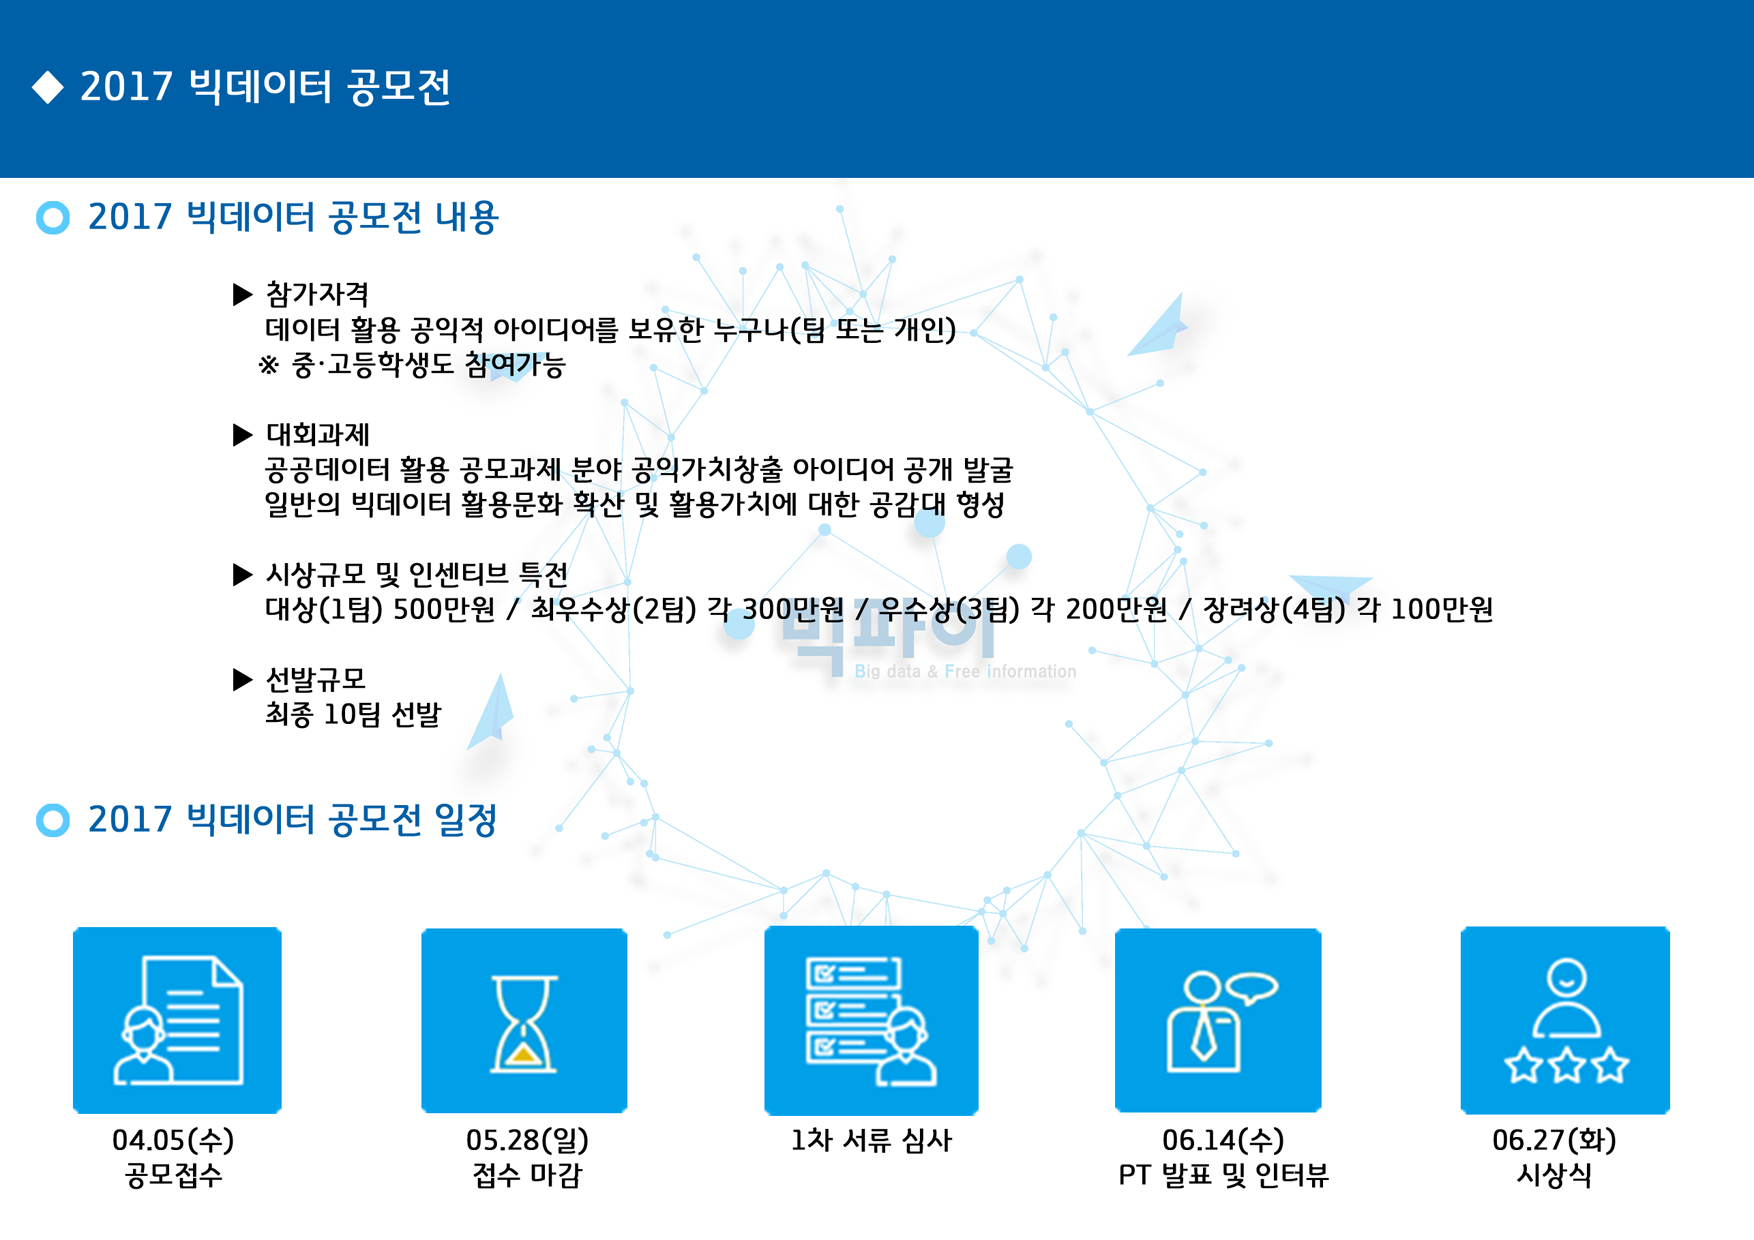 ◆ 2017 빅데이터 공모전
2017 빅데이터 공모전 내용
▶ 참가자격
데이터 활용 공익적 아이디어를 보유한 누구나(팀 또는 개인)
※ 중·고등학생도 참여가능
▶ 대회과제
공공데이터 활용 공모과제 분야 공익가치창출 아이디어 공개 발굴
일반의 빅데이터 활용문화 확산 및 활용가치에 대한 공감대 형성
▶ 시상규모 및 인센티브 특전
대상(1팀) 500만원 / 최우수상(2팀) 각 300만원 / 우수상(3팀) 각 200만원 / 장려상(4팀) 각 100만원
빅파이
Big data & Free information
▶ 선발규모
최종 10팀 선발
2017 빅데이터 공모전 일정
04.05(수)
공모접수
05.28(일)
접수 마감
1차 서류 심사
06.14(수)
PT 발표 및 인터뷰
06.27(화)
시상식